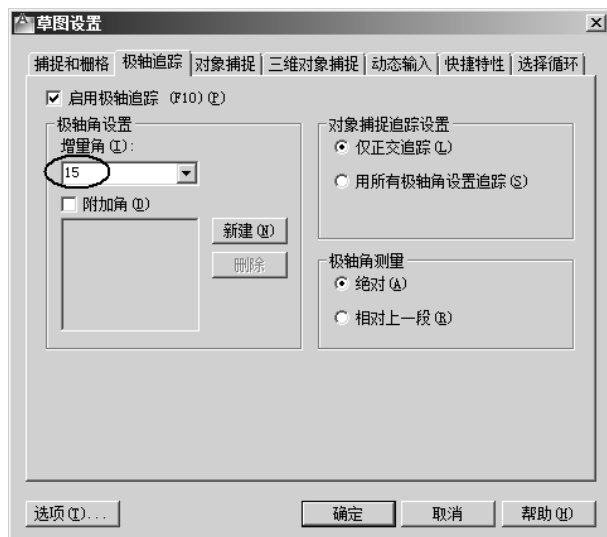 草图设置
捕捉和栅格 极轴追踪 对象捕捉 三维对象捕捉 动态输入 快捷特性 选择循环
启用极轴追踪 (F10)(P)
极轴角设置
增量角(I):
15
附加角(D)
新建(N)
删除
对象捕捉追踪设置
仅正交追踪(L)
用所有极轴角设置追踪(S)
极轴角测量
绝对(A)
相对上一段(R)
选项(T)... 确定 取消 帮助(H)